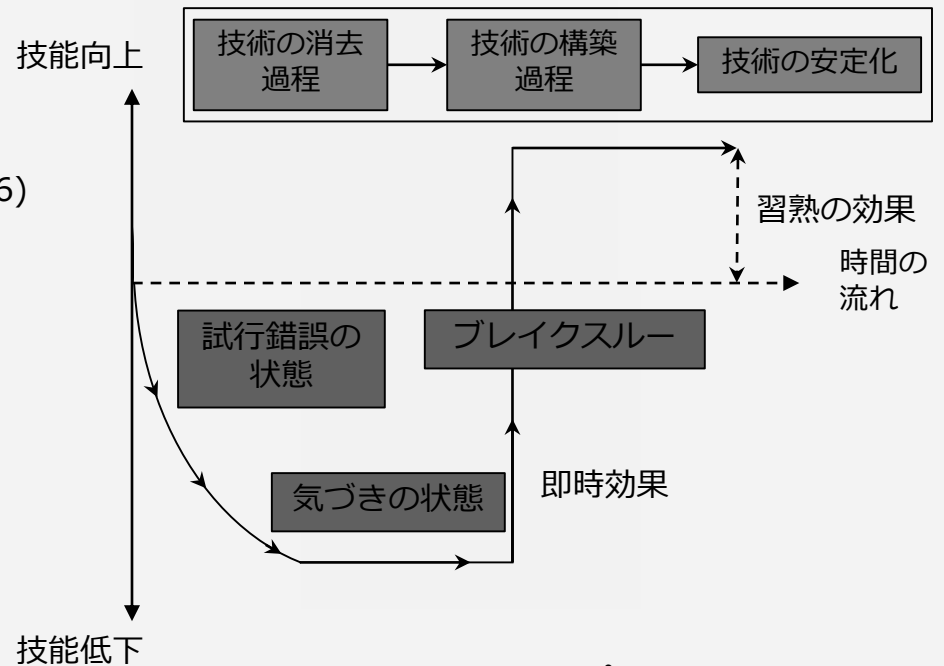 技能向上
技術の消去
過程
技術の構築
過程
技術の安定化
6)
習熟の効果
時間の
流れ
試行錯誤の
状態
ブレイクスルー
気づきの状態
即時効果
技能低下